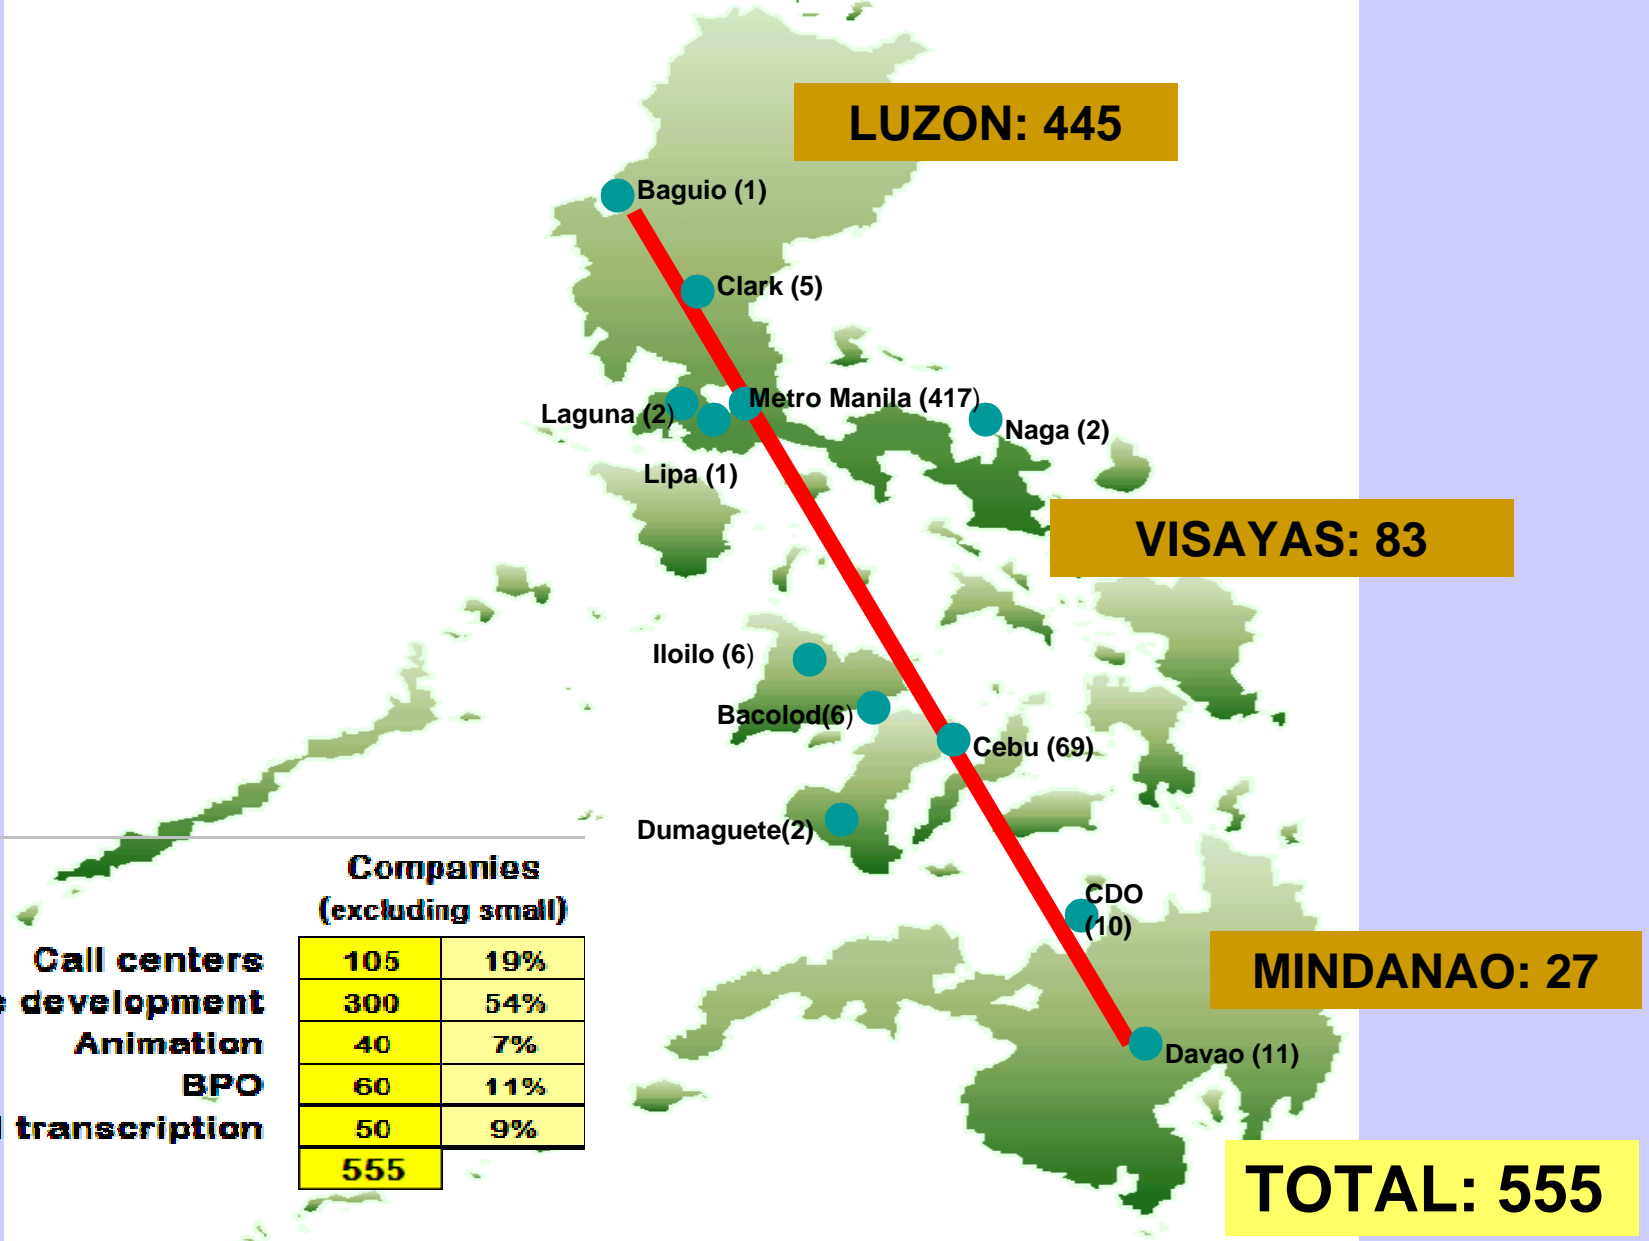 LUZON: 445
Baguio (1)
Clark (5)
Metro Manila (417)
Laguna (2)
Naga (2)
Lipa (1)
VISAYAS: 83
Iloilo (6)
Bacolod(6)
Cebu (69)
Dumaguete(2)
CDO
(10)
MINDANAO: 27
Davao (11)
Companies
(excluding small)
Call centers 105 19%
development 300 54%
Animation 40 7%
BPO 60 11%
transcription 50 9%
555
TOTAL: 555